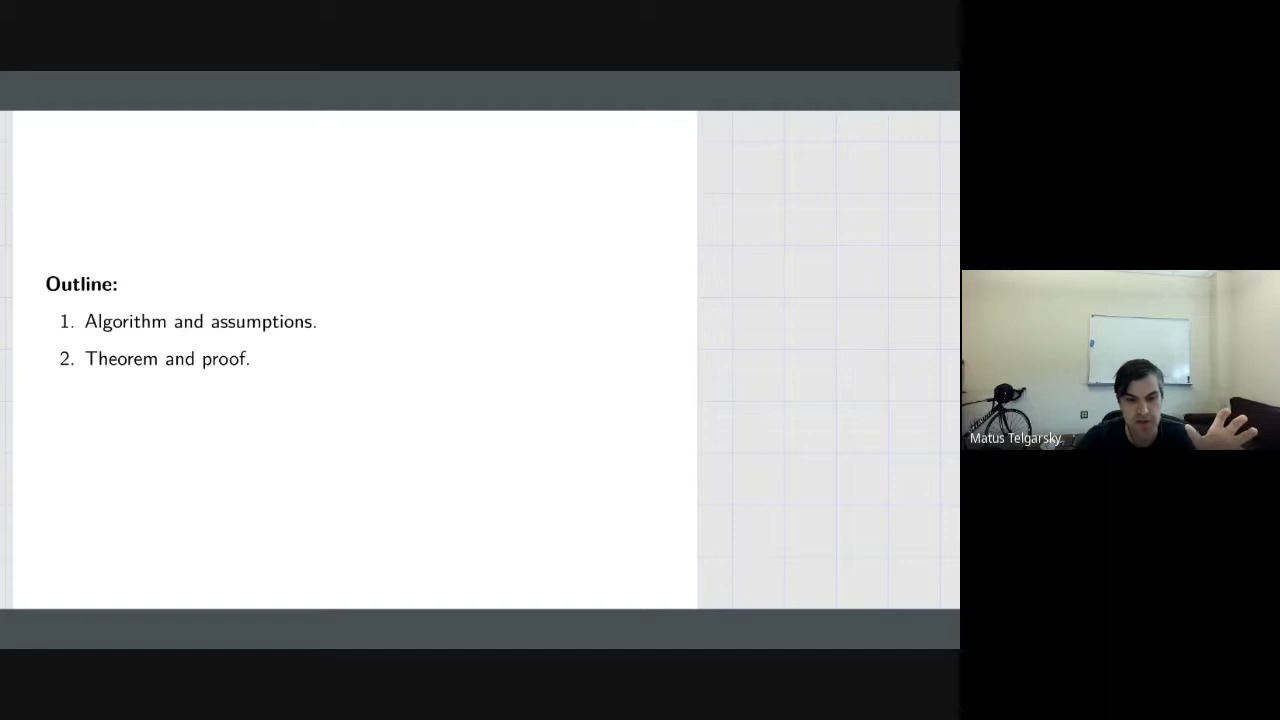 Outline:
1. Algorithm and assumptions.
2. Theorem and proof.
Matus Telgarsky